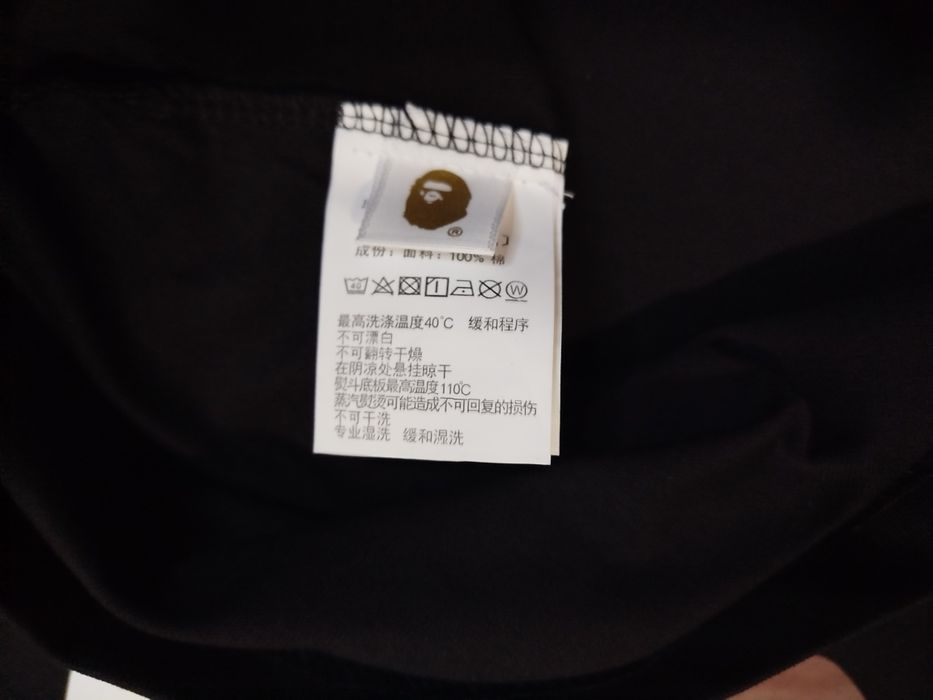 ®
成份：面料：100% 棉
40
W
最高洗涤温度40℃ 缓和程序
不可漂白
不可翻转干燥
在阴凉处悬挂晾干
熨斗底板最高温度110℃
蒸汽熨烫可能造成不可回复的损伤
不可干洗
专业湿洗 缓和湿洗